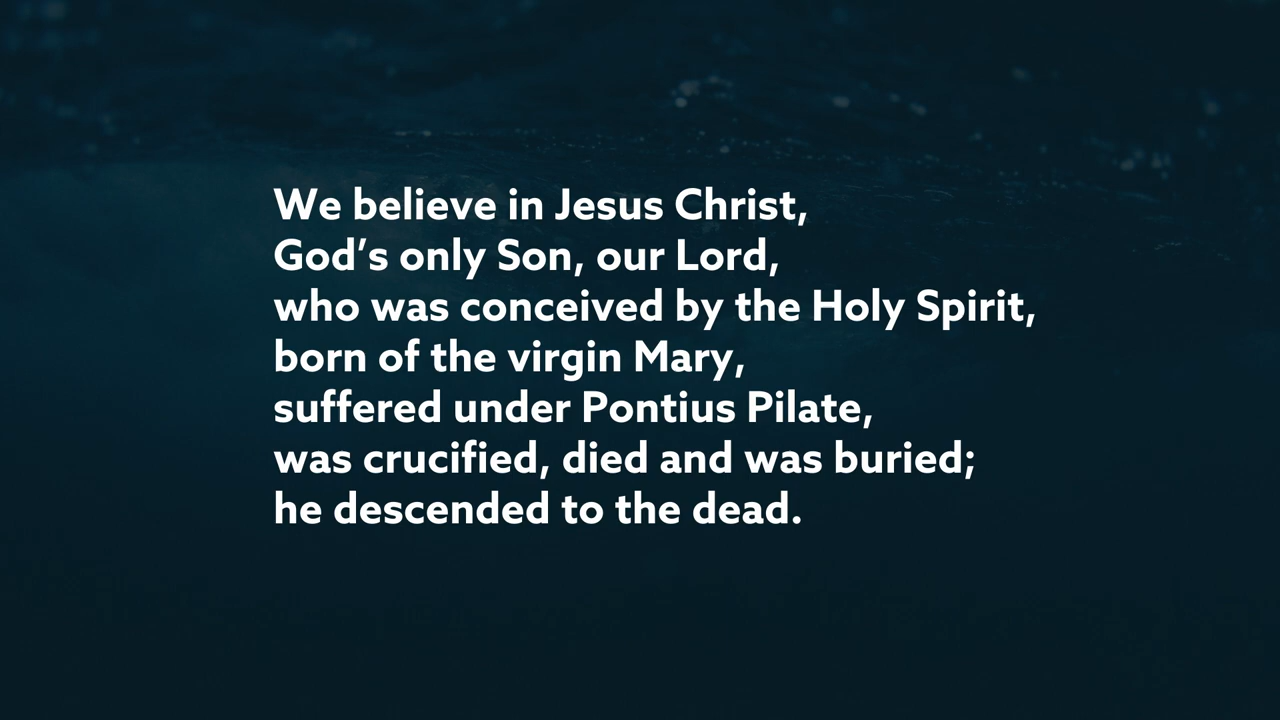 We believe in Jesus Christ,
God’s only Son, our Lord,
who was conceived by the Holy Spirit,
born of the virgin Mary,
suffered under Pontius Pilate,
was crucified, died and was buried;
he descended to the dead.